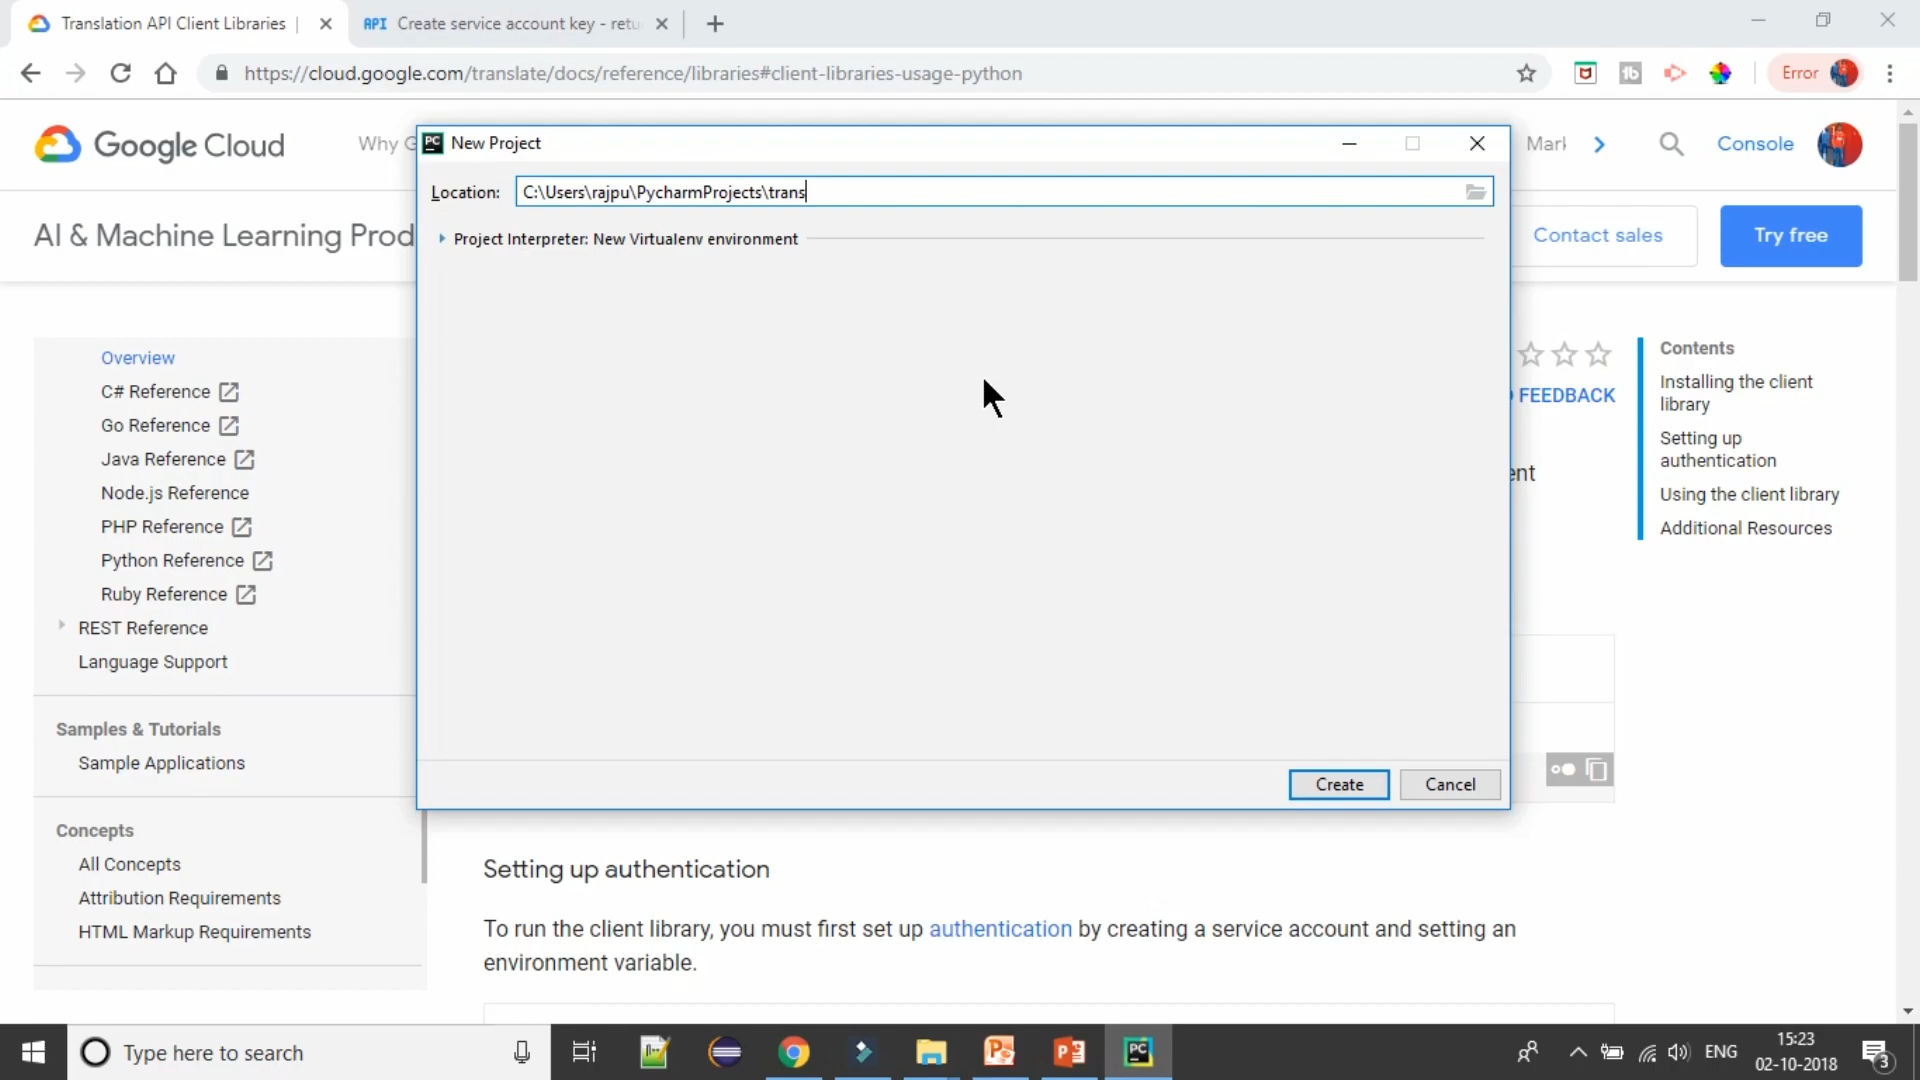 Translation API Client Libraries |
API Create service account key - retu
https://cloud.google.com/translate/docs/reference/libraries#client-libraries-usage-python
Error
Google Cloud
Why G
Mark
Console
PC New Project
Location: C:\Users\rajpu\PycharmProjects\trans
Project Interpreter: New Virtualenv environment
Create
Cancel
AI & Machine Learning Prod
Contact sales
Try free
Overview
C# Reference
Go Reference
Java Reference
Node.js Reference
PHP Reference
Python Reference
Ruby Reference
REST Reference
Language Support
Samples & Tutorials
Sample Applications
Concepts
All Concepts
Attribution Requirements
HTML Markup Requirements
FEEDBACK
ent
Contents
Installing the client
library
Setting up
authentication
Using the client library
Additional Resources
Setting up authentication
To run the client library, you must first set up authentication by creating a service account and setting an
environment variable.
Type here to search
ENG
15:23
02-10-2018
3